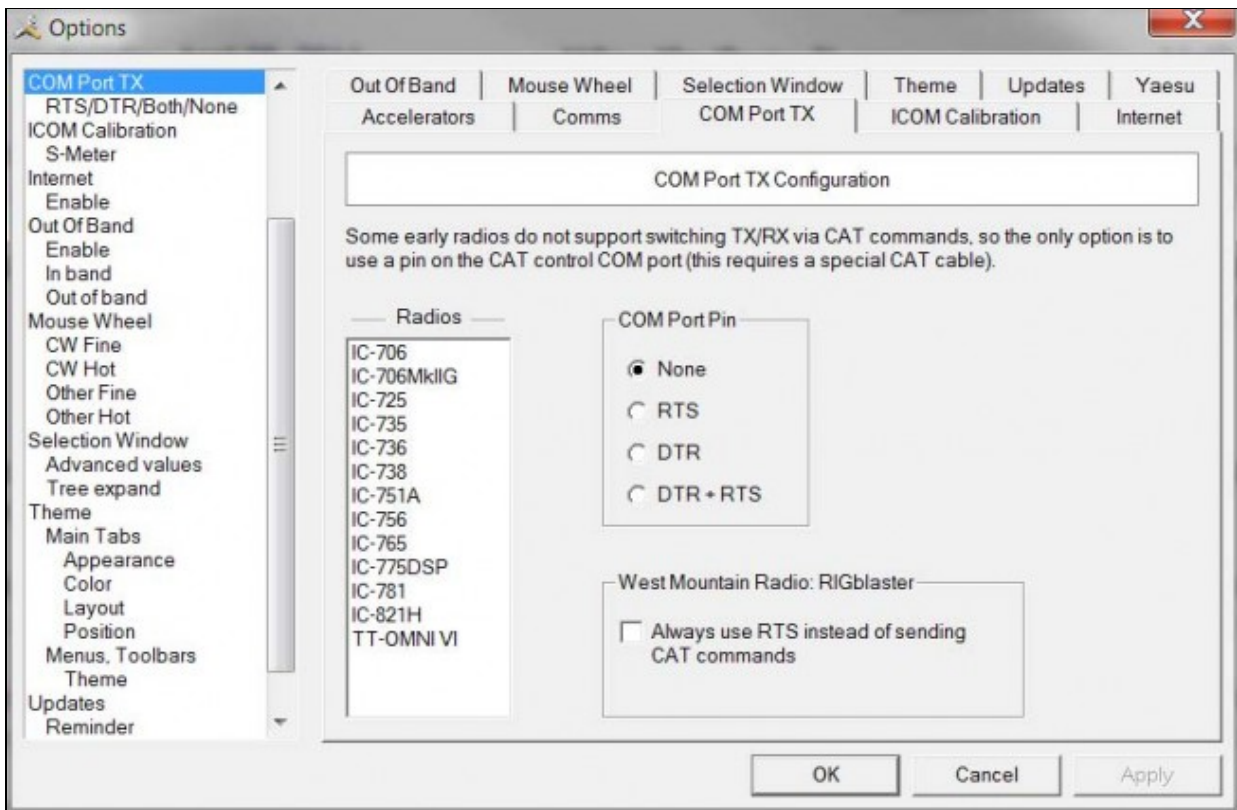 Options
X
COM Port TX
RTS/DTR/Both/None
ICOM Calibration
S-Meter
Internet
Enable
Out Of Band
Enable
In band
Out of band
Mouse Wheel
CW Fine
CW Hot
Other Fine
Other Hot
Selection Window
Advanced values
Tree expand
Theme
Main Tabs
Appearance
Color
Layout
Position
Menus, Toolbars
Theme
Updates
Reminder
Out Of Band Mouse Wheel Selection Window Theme Updates Yaesu
Accelerators Comms COM Port TX ICOM Calibration Internet
COM Port TX Configuration
Some early radios do not support switching TX/RX via CAT commands, so the only option is to
use a pin on the CAT control COM port (this requires a special CAT cable).
Radios
IC-706
IC-706MkIIG
IC-725
IC-735
IC-736
IC-738
IC-751A
IC-756
IC-765
IC-775DSP
IC-781
IC-821H
TT-OMNI VI
COM Port Pin
None
RTS
DTR
DTR + RTS
West Mountain Radio: RIGblaster
Always use RTS instead of sending
CAT commands
OK Cancel Apply